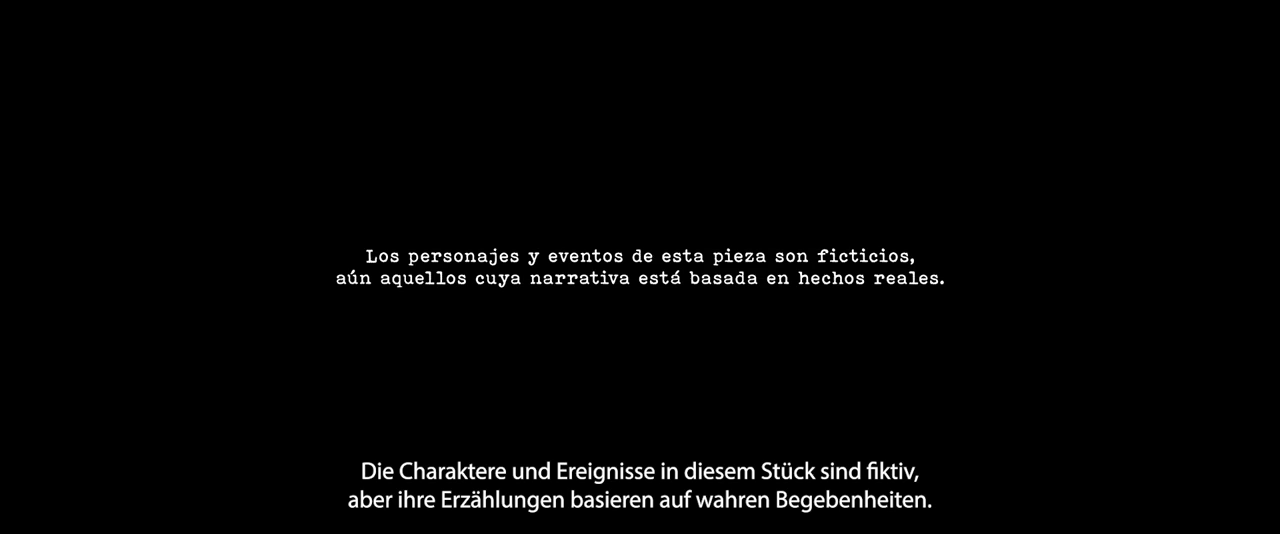 Los personajes y eventos de esta pieza son ficticios,
aún aquellos cuya narrativa está basada en hechos reales.
Die Charaktere und Ereignisse in diesem Stück sind fiktiv,
aber ihre Erzählungen basieren auf wahren Begebenheiten.